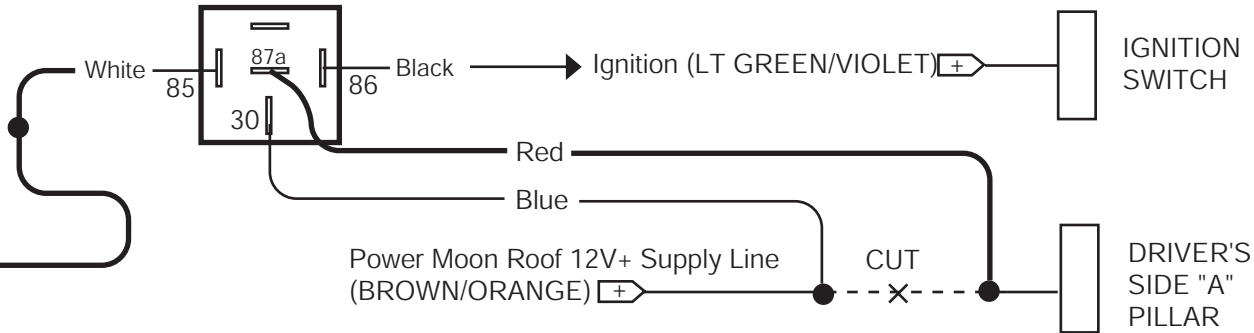 87a
White
85
86
Black
Ignition (LT GREEN/VIOLET) +
IGNITION
SWITCH
30
Red
Blue
Power Moon Roof 12V+ Supply Line
(BROWN/ORANGE) +
CUT
DRIVER'S
SIDE "A"
PILLAR